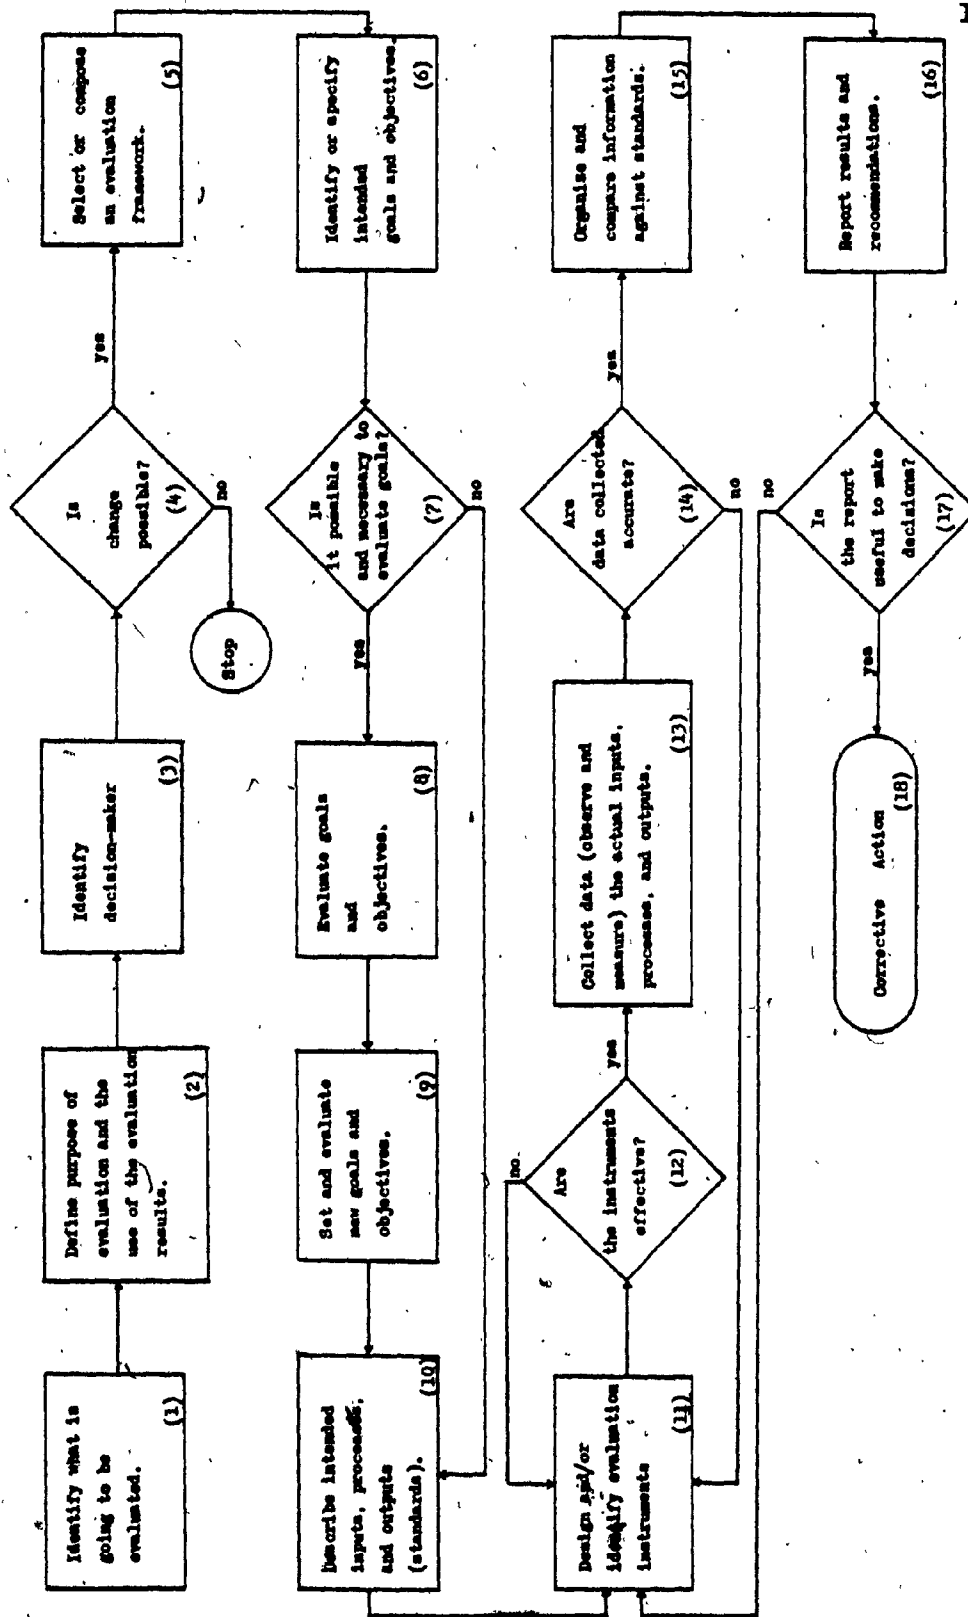 Identify what is
going to be
evaluated.
(1)
Define purpose of
evaluation and the
use of the evaluation
results.
(2)
Identify
decision-maker
(3)
Is
change
possible?
(4)
yes
no
Stop
Select or compose
an evaluation
framework.
(5)
Identify or specify
intended
goals and objectives.
(6)
Is
it possible
and necessary to
evaluate goals?
(7)
yes
no
Evaluate goals
and
objectives.
(8)
Set and evaluate
new goals and
objectives.
(9)
Describe intended
inputs, processes,
and outputs
(standards).
(10)
Design and/or
identify evaluation
instruments
(11)
Are
the instruments
effective?
(12)
no
yes
Collect data (observe and
measure) the actual inputs,
processes, and outputs.
(13)
Are
data collected
accurate?
(14)
yes
no
Organise and
compare information
against standards.
(15)
Report results and
recommendations.
(16)
Is
the report
useful to make
decisions?
(17)
no
yes
Corrective Action
(18)